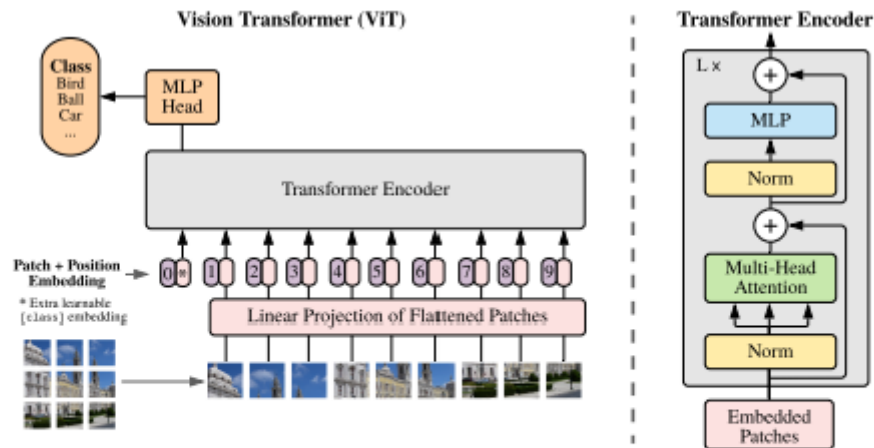 Vision Transformer (ViT)
Class
Bird
Ball
Car
...
MLP
Head
Transformer Encoder
Patch + Position
Embedding
* Extra learnable
[class] embedding
0 * 1 2 3 4 5 6 7 8 9
Linear Projection of Flattened Patches
Transformer Encoder
L x
+
MLP
Norm
+
Multi-Head
Attention
Norm
Embedded
Patches